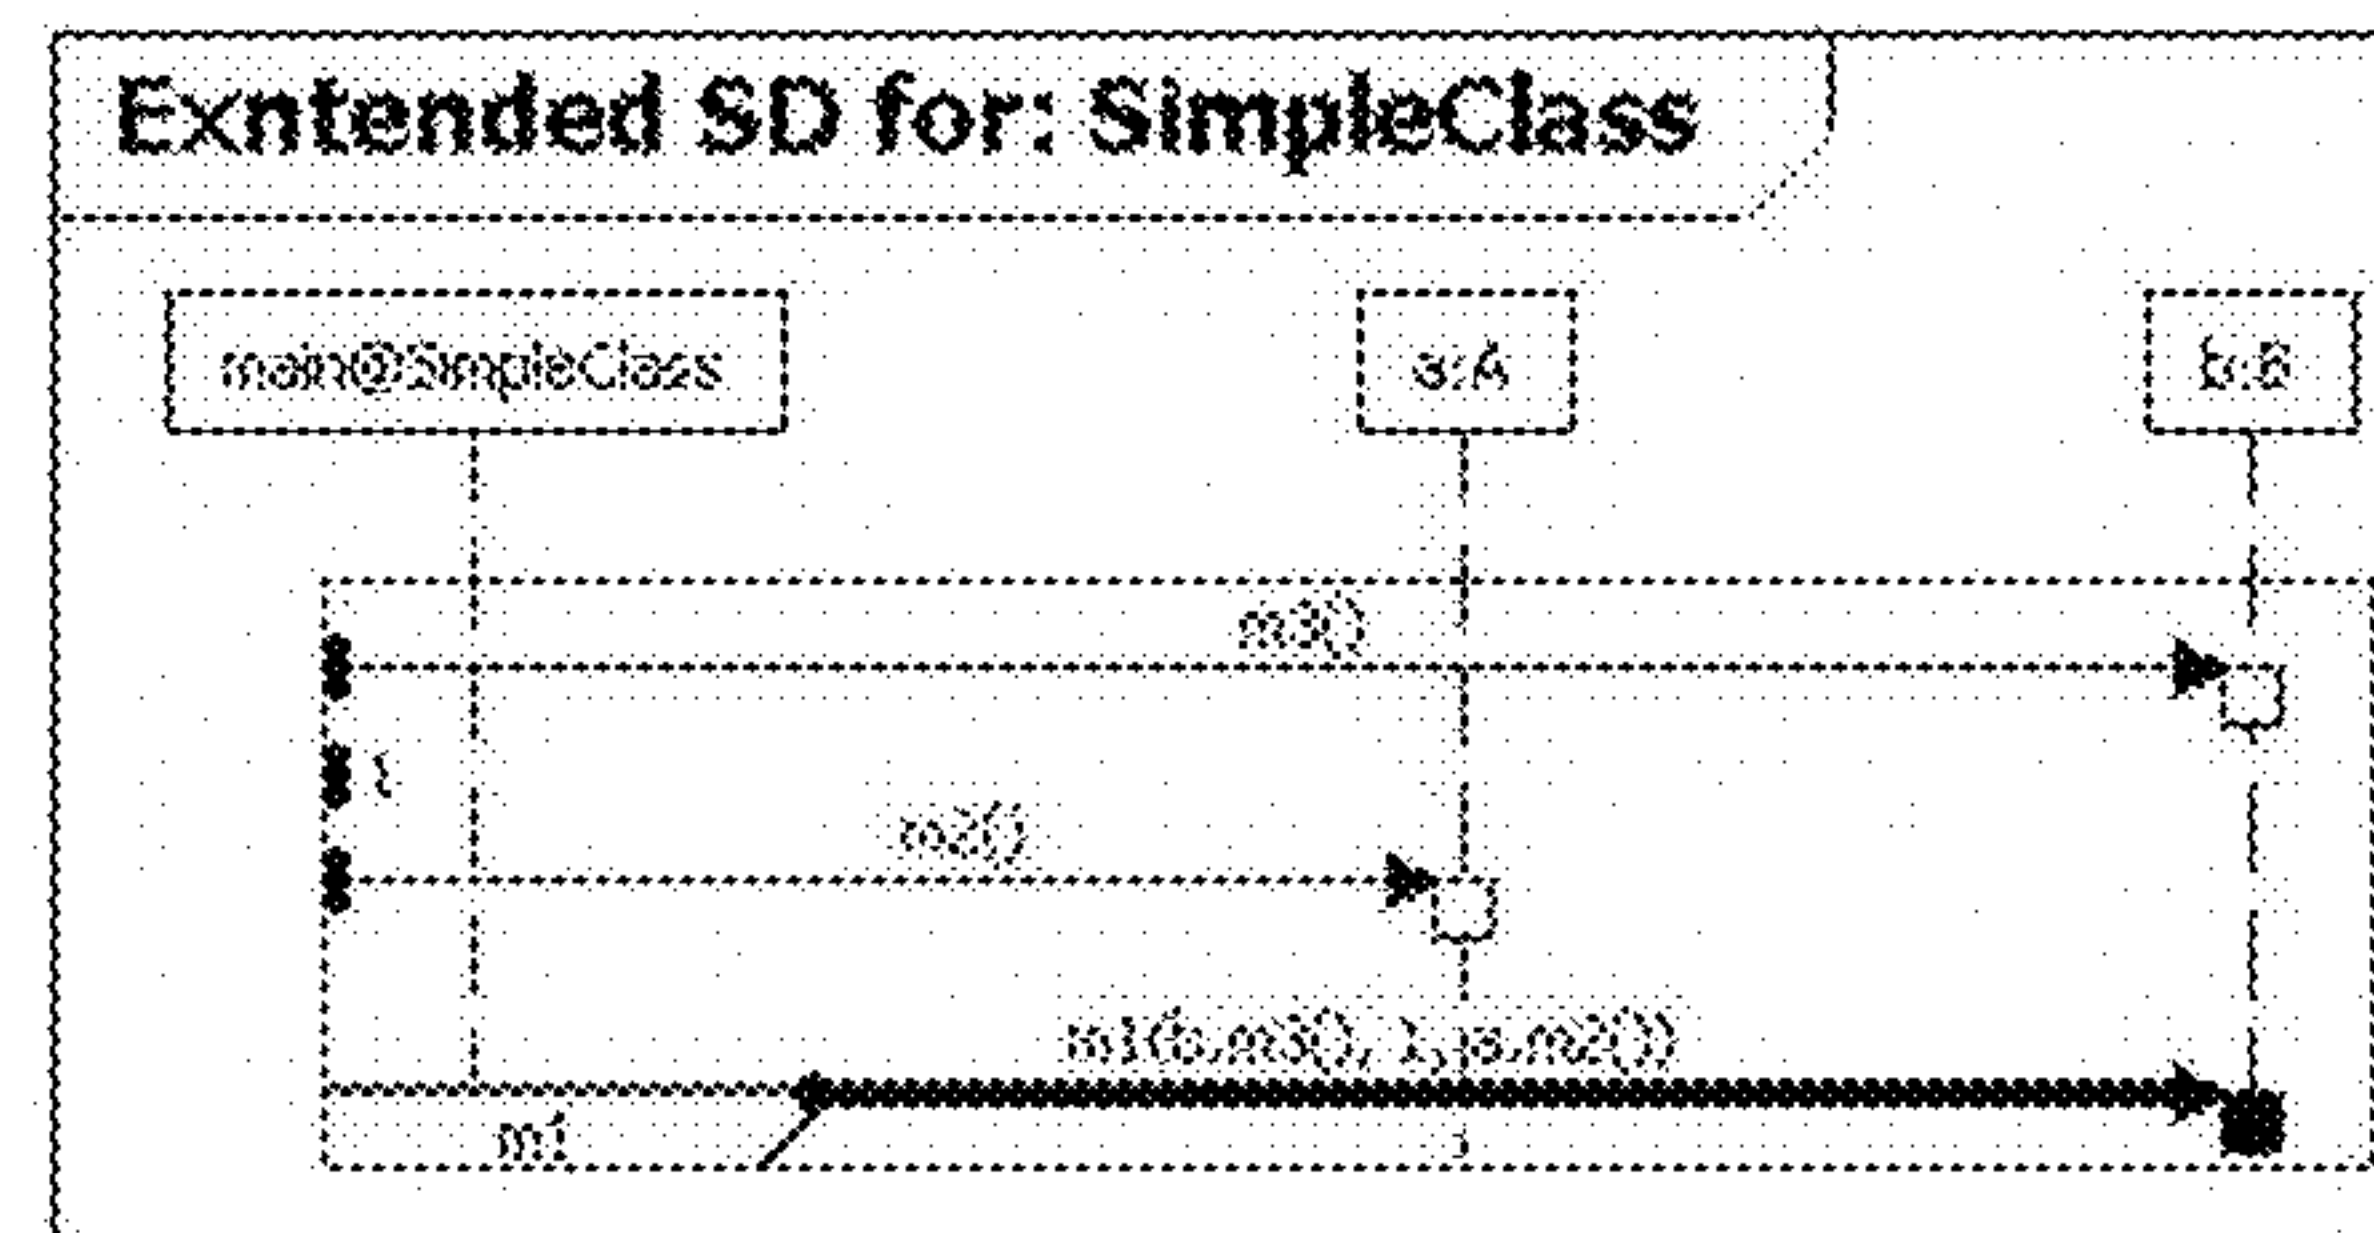 Exntended SD for: SimpleClass
main@SimpleClass
a:A
b:B
m3()
{
m2()
m1(b.m3(), 1, a.m2())
m1